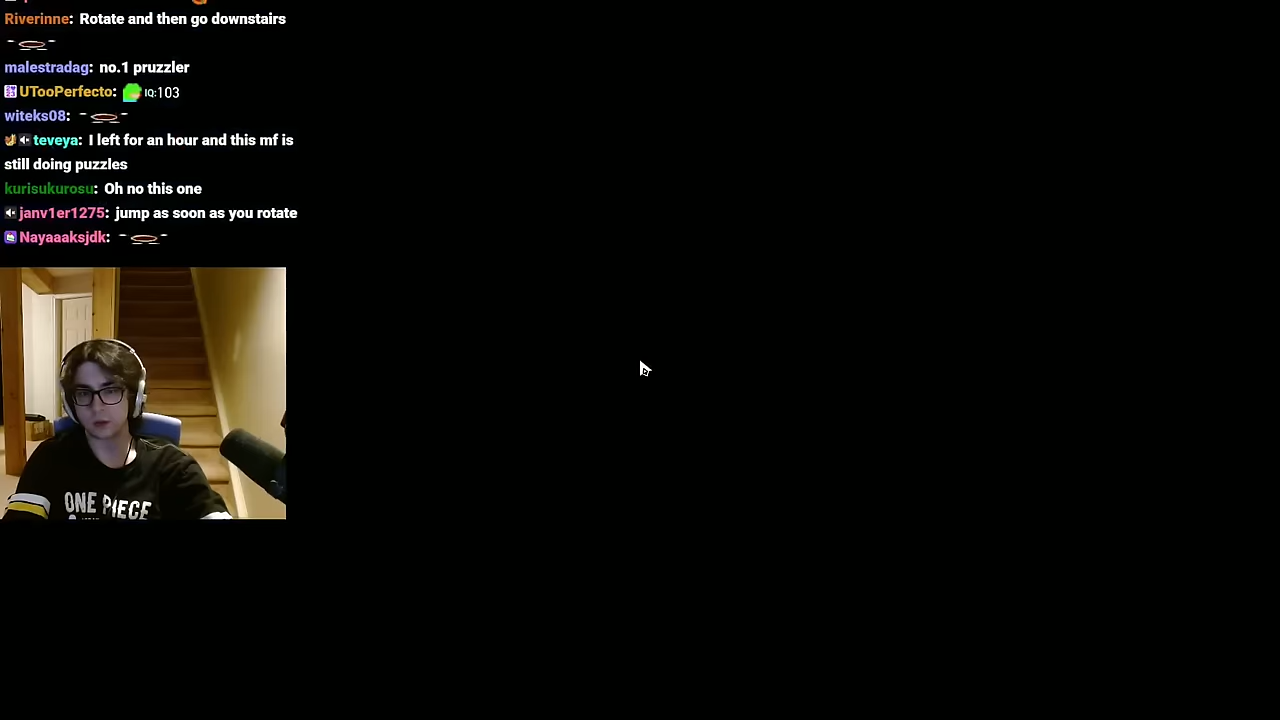 Riverinne: Rotate and then go downstairs
malestradag: no.1 pruzzler
UTooPerfecto: IQ:103
witeks08:
teveya: I left for an hour and this mf is
still doing puzzles
kurisukurosu: Oh no this one
janv1er1275: jump as soon as you rotate
Nayaaaksjdk:
ONE PIECE